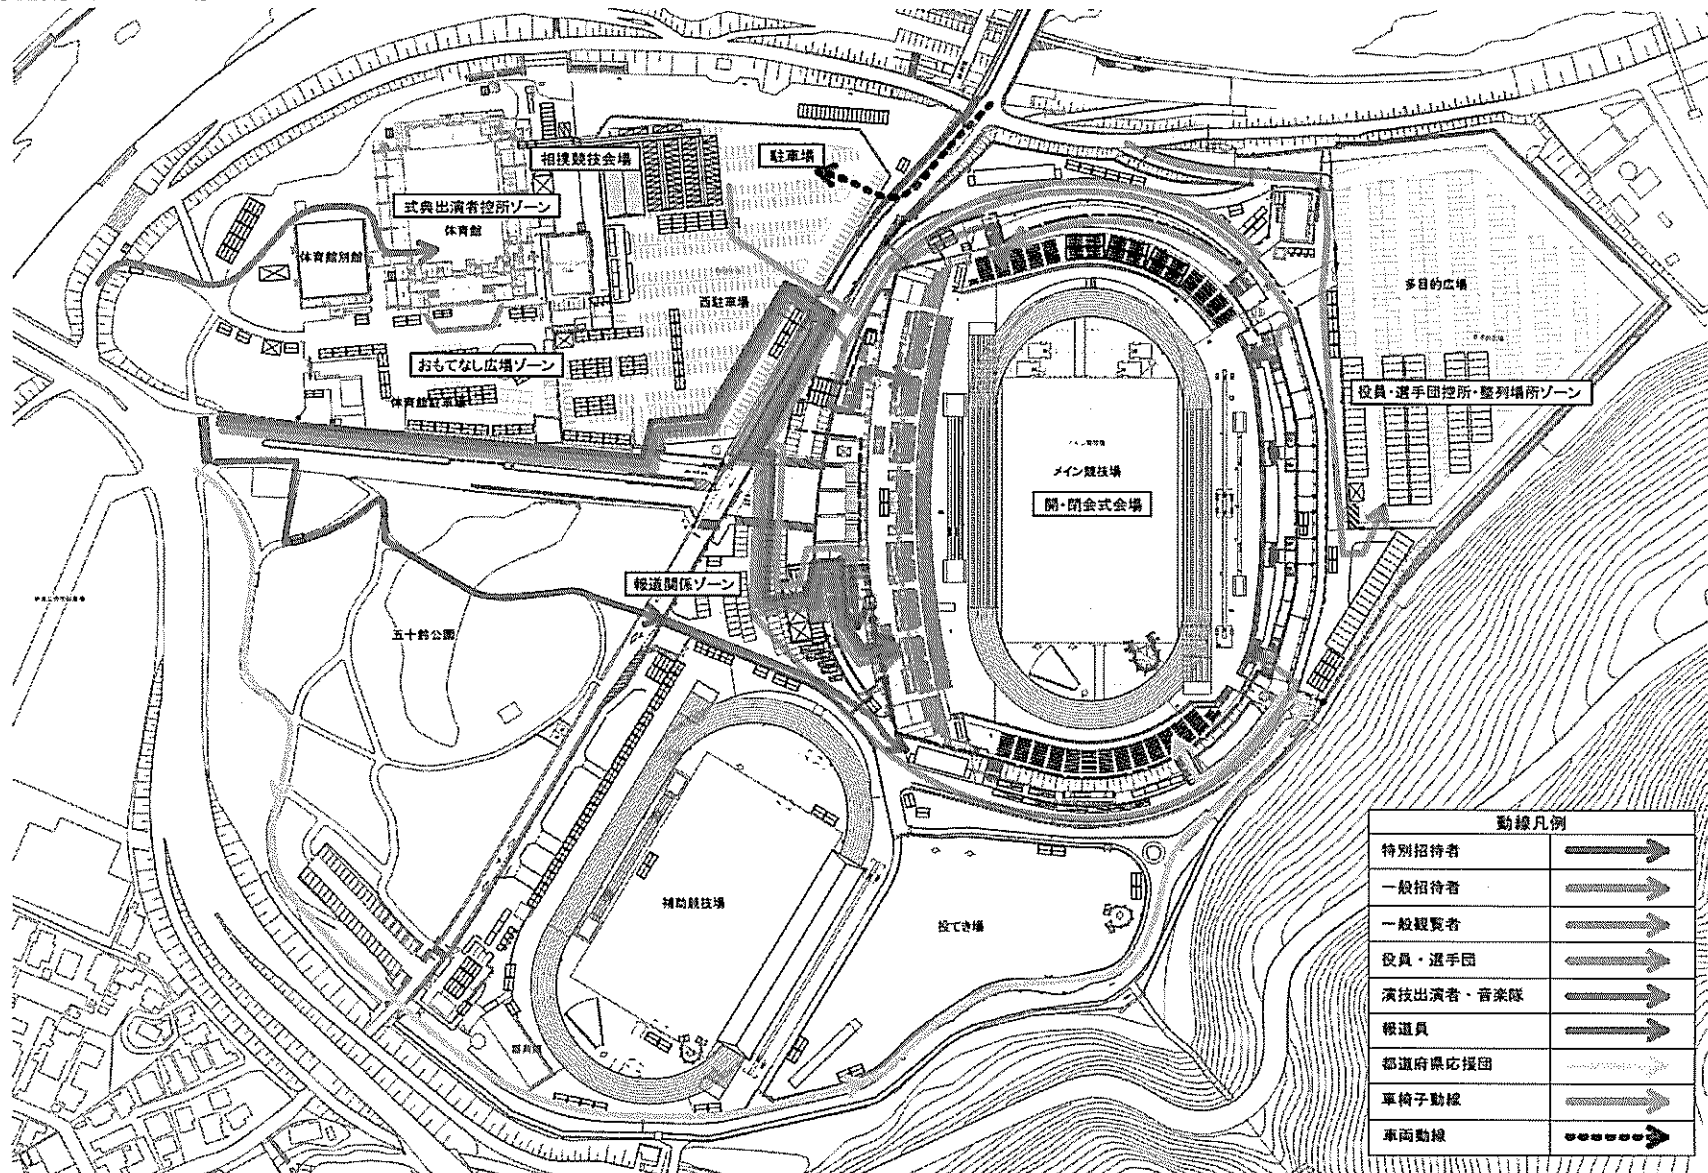 相撲競技会場
駐車場
式典出演者控所ゾーン
体育館
体育館別館
西駐車場
多目的広場
おもてなし広場ゾーン
体育館駐車場
役員・選手団控所・整列場所ゾーン
メイン競技場
開・閉会式会場
報道関係ゾーン
五十鈴公園
補助競技場
投てき場
動線凡例
特別招待者
一般招待者
一般観覧者
役員・選手団
演技出演者・音楽隊
報道員
都道府県応援団
車椅子動線
車両動線